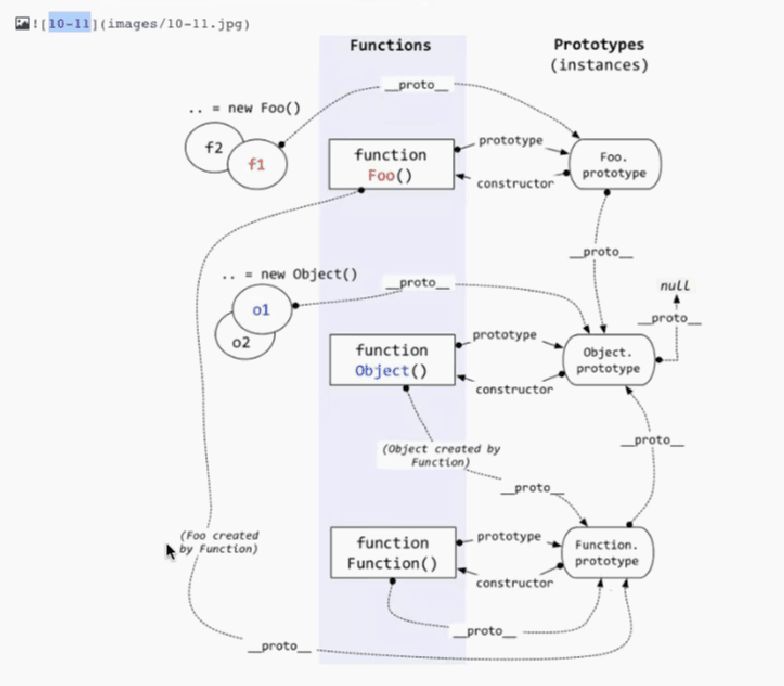 ![10-11](images/10-11.jpg)
Functions
Prototypes
(instances)
__proto__
.. = new Foo()
f2
f1
function
Foo()
prototype
constructor
Foo.
prototype
__proto__
.. = new Object()
o1
o2
__proto__
null
__proto__
function
Object()
prototype
constructor
Object.
prototype
(Object created by
Function)
__proto__
__proto__
(Foo created
by Function)
function
Function()
prototype
constructor
Function.
prototype
__proto__
__proto__